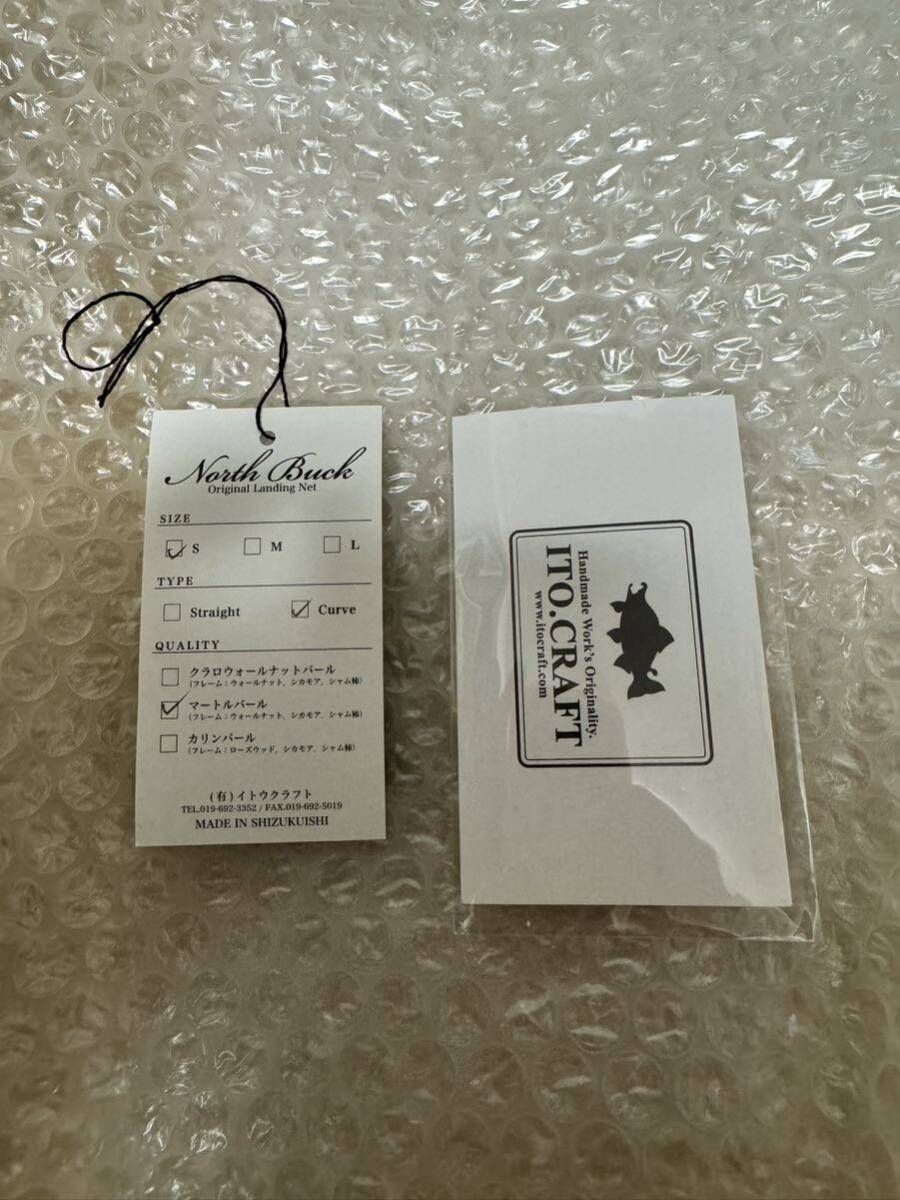 North Buck
Original Landing Net
SIZE
S M L
TYPE
Straight Curve
QUALITY
クラロウォールナットバール
(フレーム：ウォールナット、シカモア、シャム柿)
マートルバール
(フレーム：ウォールナット、シカモア、シャム柿)
カリンバール
(フレーム：ローズウッド、シカモア、シャム柿)
(有)イトウクラフト
TEL.019-692-3352 / FAX.019-692-5019
MADE IN SHIZUKUISHI
Handmade Work's Originality.
ITO.CRAFT
www.itocraft.com